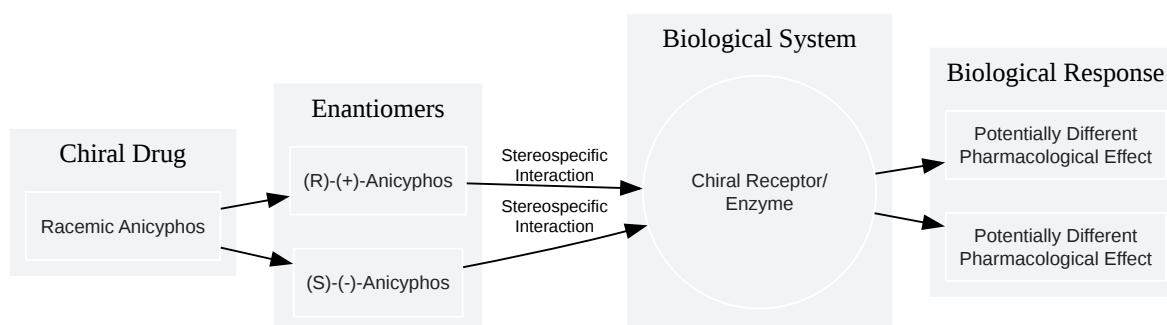 Chiral Drug
Racemic Anicyphos
Enantiomers
(R)-(+)-Anicyphos
(S)-(-)-Anicyphos
Stereospecific
Interaction
Stereospecific
Interaction
Biological System
Chiral Receptor/
Enzyme
Biological Response
Potentially Different
Pharmacological Effect
Potentially Different
Pharmacological Effect